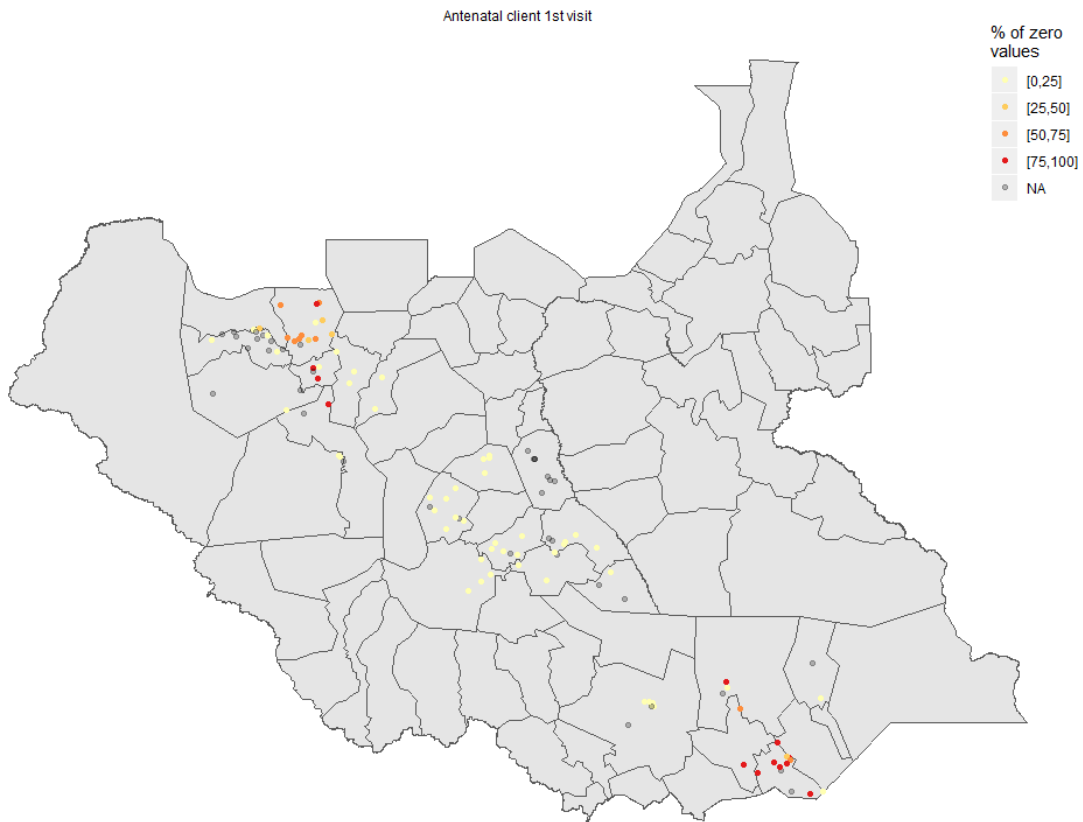 Antenatal client 1st visit
% of zero
values
[0,25]
[25,50]
[50,75]
[75,100]
NA